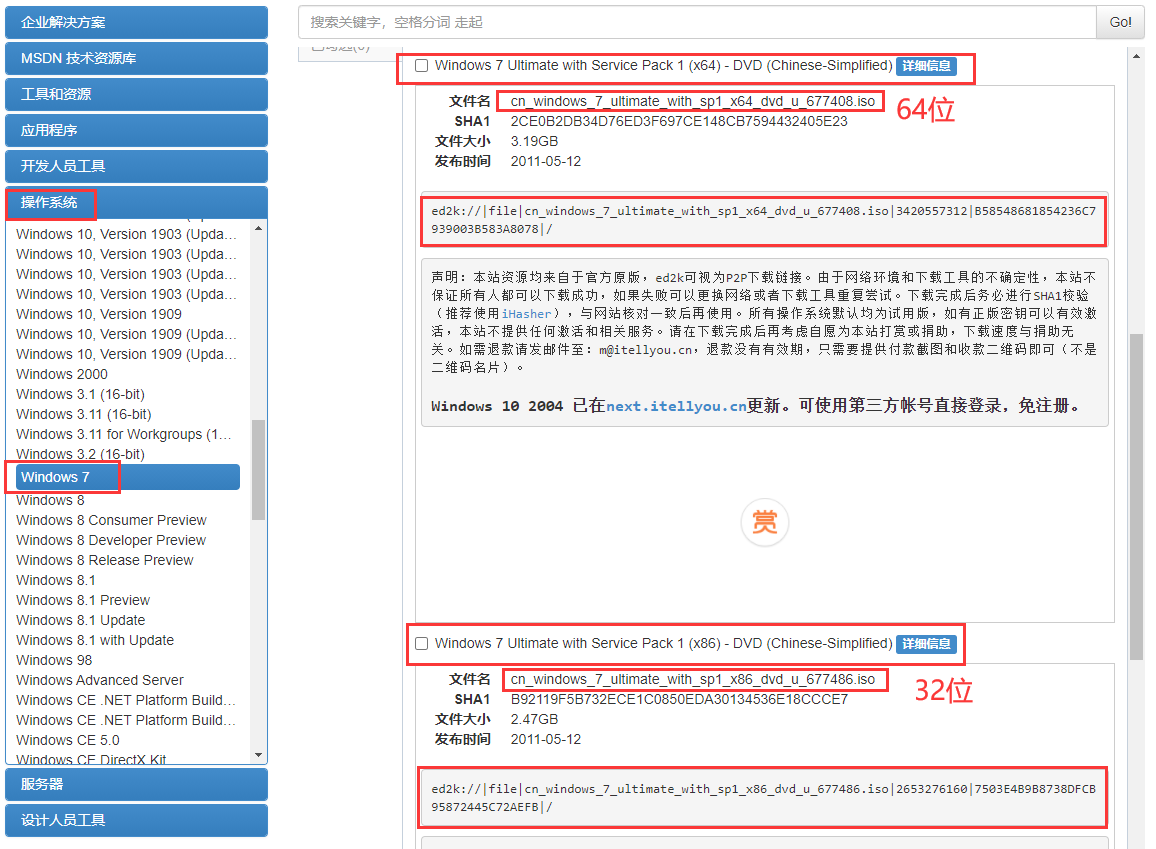 企业解决方案
MSDN 技术资源库
工具和资源
应用程序
开发人员工具
操作系统
Windows 10, Version 1903 (Upda…
Windows 10, Version 1903 (Upda…
Windows 10, Version 1903 (Upda…
Windows 10, Version 1903 (Upda…
Windows 10, Version 1909
Windows 10, Version 1909 (Upda…
Windows 10, Version 1909 (Upda…
Windows 2000
Windows 3.1 (16-bit)
Windows 3.11 (16-bit)
Windows 3.11 for Workgroups (1…
Windows 3.2 (16-bit)
Windows 7
Windows 8
Windows 8 Consumer Preview
Windows 8 Developer Preview
Windows 8 Release Preview
Windows 8.1
Windows 8.1 Preview
Windows 8.1 Update
Windows 8.1 with Update
Windows 98
Windows Advanced Server
Windows CE .NET Platform Build…
Windows CE .NET Platform Build…
Windows CE 5.0
Windows CE DirectX Kit
服务器
设计人员工具
搜索关键字，空格分词 走起 Go!
已勾选(0)
Windows 7 Ultimate with Service Pack 1 (x64) - DVD (Chinese-Simplified) 详细信息
文件名 cn_windows_7_ultimate_with_sp1_x64_dvd_u_677408.iso 64位
SHA1 2CE0B2DB34D76ED3F697CE148CB7594432405E23
文件大小 3.19GB
发布时间 2011-05-12
ed2k://|file|cn_windows_7_ultimate_with_sp1_x64_dvd_u_677408.iso|3420557312|B58548681854236C7
939003B583A8078|/
声明：本站资源均来自于官方原版，ed2k可视为P2P下载链接。由于网络环境和下载工具的不确定性，本站不
保证所有人都可以下载成功，如果失败可以更换网络或者下载工具重复尝试。下载完成后务必进行SHA1校验
（推荐使用iHasher），与网站核对一致后再使用。所有操作系统默认均为试用版，如有正版密钥可以有效激
活，本站不提供任何激活和相关服务。请在下载完成后再考虑自愿为本站打赏或捐助，下载速度与捐助无
关。如需退款请发邮件至：m@itellyou.cn，退款没有有效期，只需要提供付款截图和收款二维码即可（不是
二维码名片）。
Windows 10 2004 已在next.itellyou.cn更新。可使用第三方帐号直接登录，免注册。
赏
Windows 7 Ultimate with Service Pack 1 (x86) - DVD (Chinese-Simplified) 详细信息
文件名 cn_windows_7_ultimate_with_sp1_x86_dvd_u_677486.iso 32位
SHA1 B92119F5B732ECE1C0850EDA30134536E18CCCE7
文件大小 2.47GB
发布时间 2011-05-12
ed2k://|file|cn_windows_7_ultimate_with_sp1_x86_dvd_u_677486.iso|2653276160|7503E4B9B8738DFCB
95872445C72AEFB|/